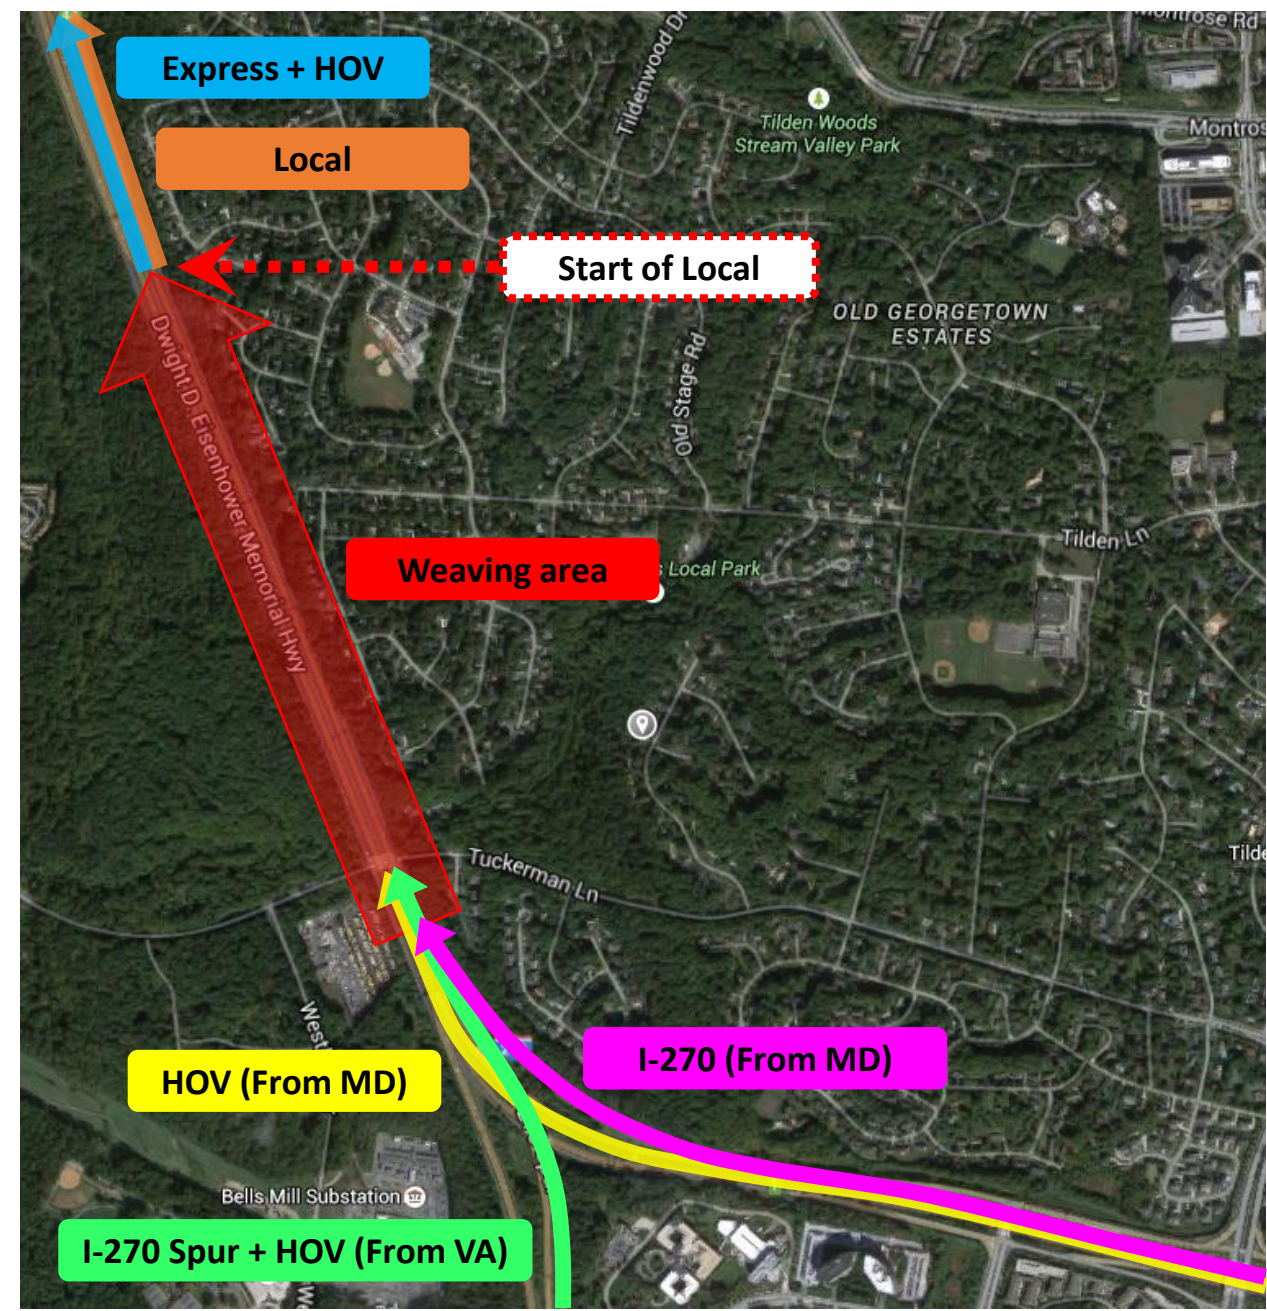 Montrose Rd
Express + HOV
Tildenwood Dr
Tilden Woods
Stream Valley Park
Local
Start of Local
OLD GEORGETOWN
ESTATES
Dwight D. Eisenhower Memorial Hwy
Old Stage Rd
Tilden Ln
Weaving area
Local Park
Tuckerman Ln
I-270 (From MD)
HOV (From MD)
Bells Mill Substation
I-270 Spur + HOV (From VA)